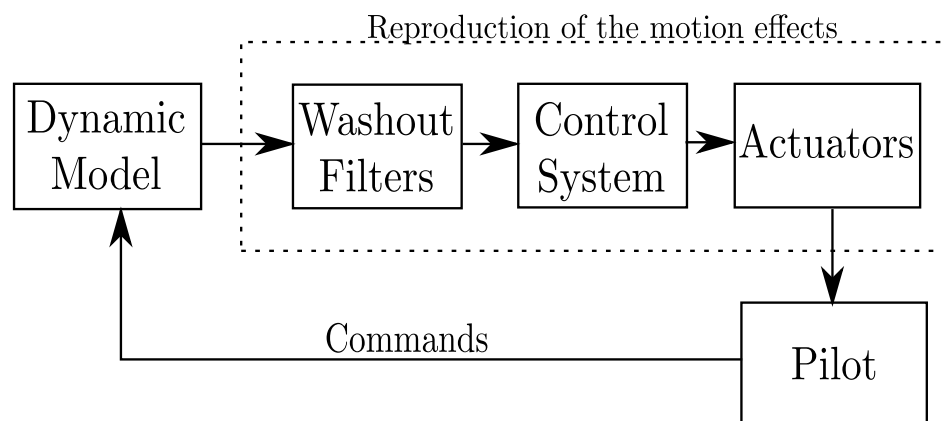 Reproduction of the motion effects
Dynamic
Model
Washout
Filters
Control
System
Actuators
Commands
Pilot